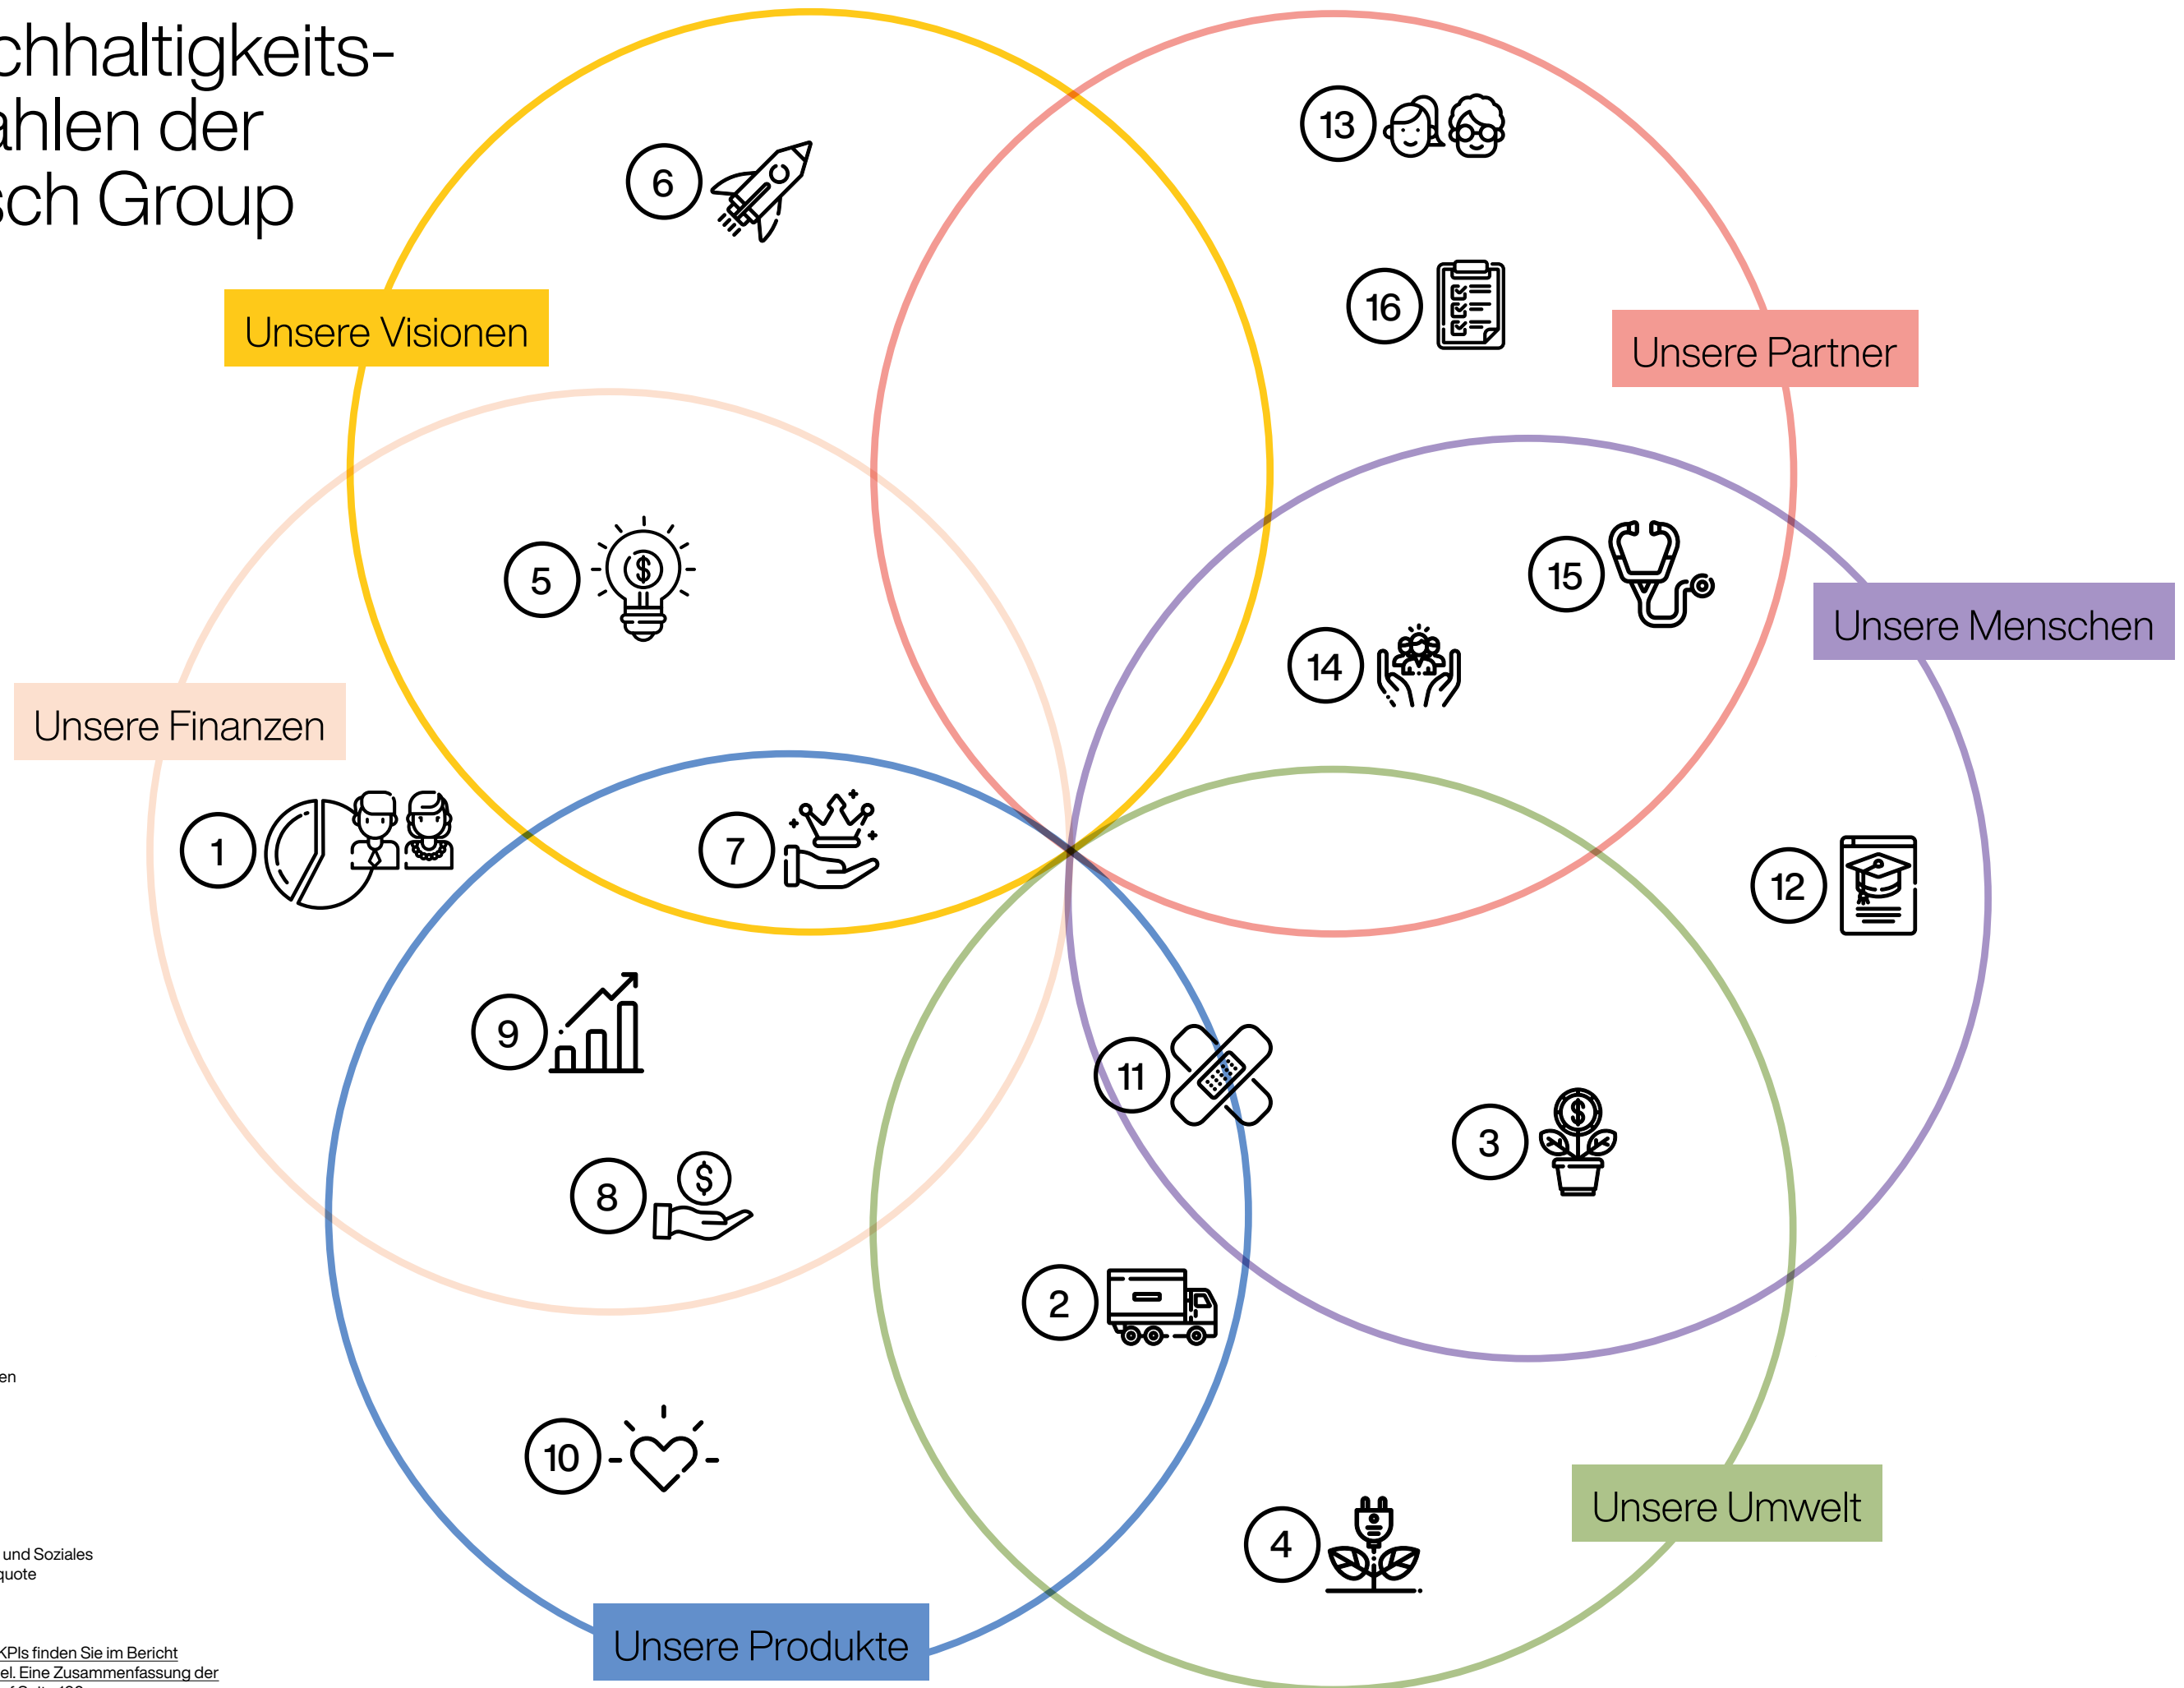 chhaltigkeits-
ahlen der
sch Group
6
13
16
Unsere Visionen
Unsere Partner
5
15
Unsere Menschen
14
Unsere Finanzen
1
7
12
9
11
3
8
2
en
10
4
Unsere Umwelt
und Soziales
quote
Unsere Produkte
KPIs finden Sie im Bericht
el. Eine Zusammenfassung der